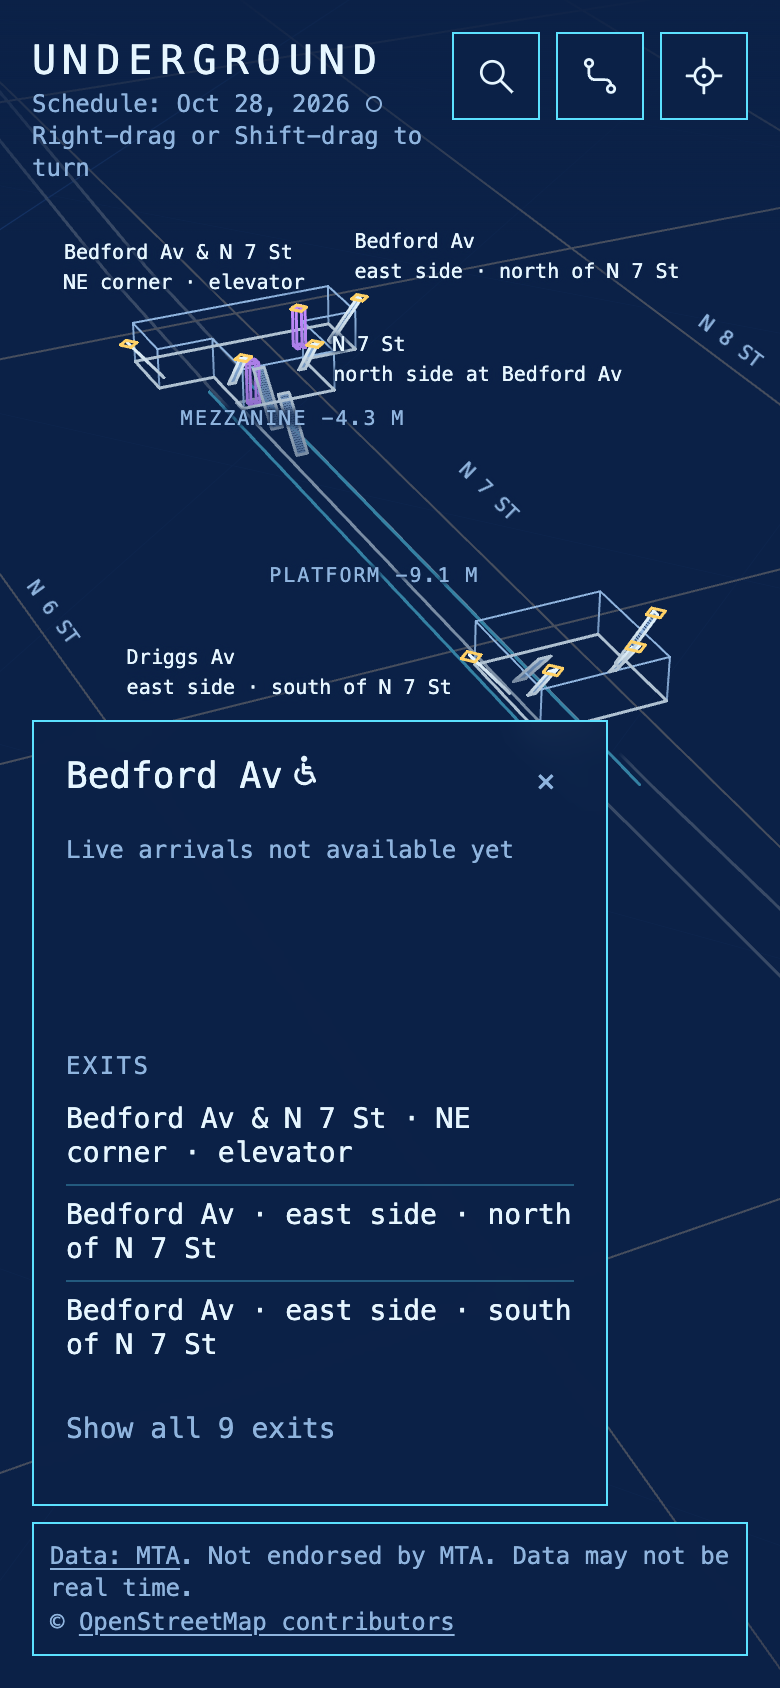 UNDERGROUND
Schedule: Oct 28, 2026
Right-drag or Shift-drag to
turn
Bedford Av & N 7 St
NE corner · elevator
Bedford Av
east side · north of N 7 St
N 8 ST
N 7 St
north side at Bedford Av
MEZZANINE -4.3 M
N 7 ST
PLATFORM -9.1 M
N 6 ST
Driggs Av
east side · south of N 7 St
Bedford Av
×
Live arrivals not available yet
EXITS
Bedford Av & N 7 St · NE
corner · elevator
Bedford Av · east side · north
of N 7 St
Bedford Av · east side · south
of N 7 St
Show all 9 exits
Data: MTA. Not endorsed by MTA. Data may not be
real time.
© OpenStreetMap contributors